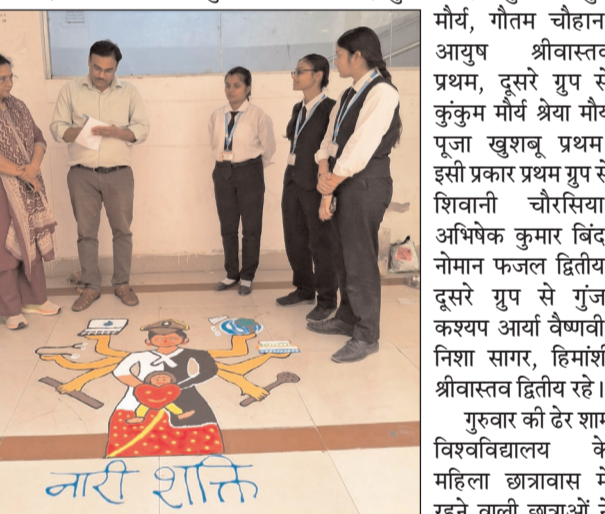 मौर्य, गौतम चौहान
आयुष श्रीवास्तव
प्रथम, दूसरे ग्रुप से
कुंकुम मौर्य श्रेया मौर्य
पूजा खुशबू प्रथम
इसी प्रकार प्रथम ग्रुप से
शिवानी चौरसिया
अभिषेक कुमार बिंद
नोमान फजल द्वितीय
दूसरे ग्रुप से गुंजा
कश्यप आर्या वैष्णवी
निशा सागर, हिमांशी
श्रीवास्तव द्वितीय रहे।
गुरुवार की ढेर शाम
विश्वविद्यालय के
महिला छात्रावास में
रहने वाली छात्राओं ने
नारी शक्ति